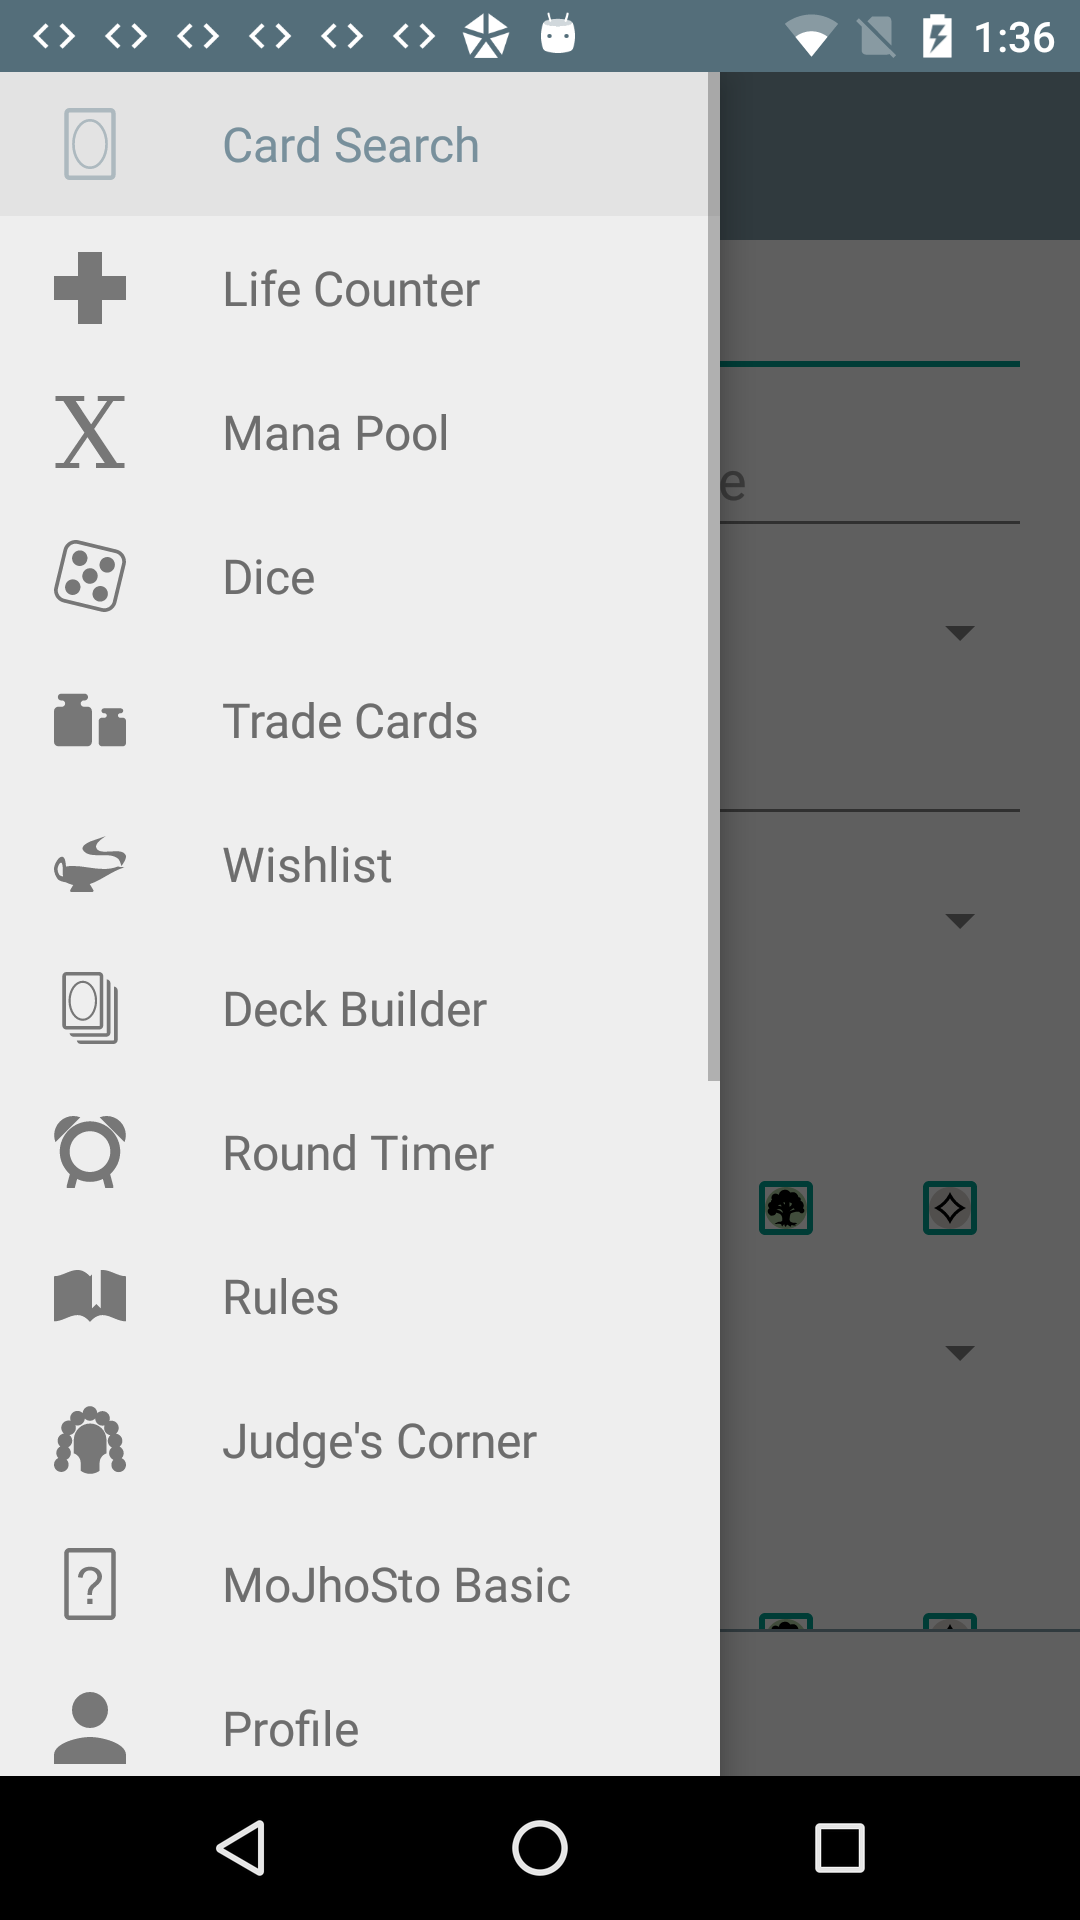 1:36
Card Search
Life Counter
X Mana Pool
e
Dice
Trade Cards
Wishlist
Deck Builder
Round Timer
Rules
Judge's Corner
? MoJhoSto Basic
Profile